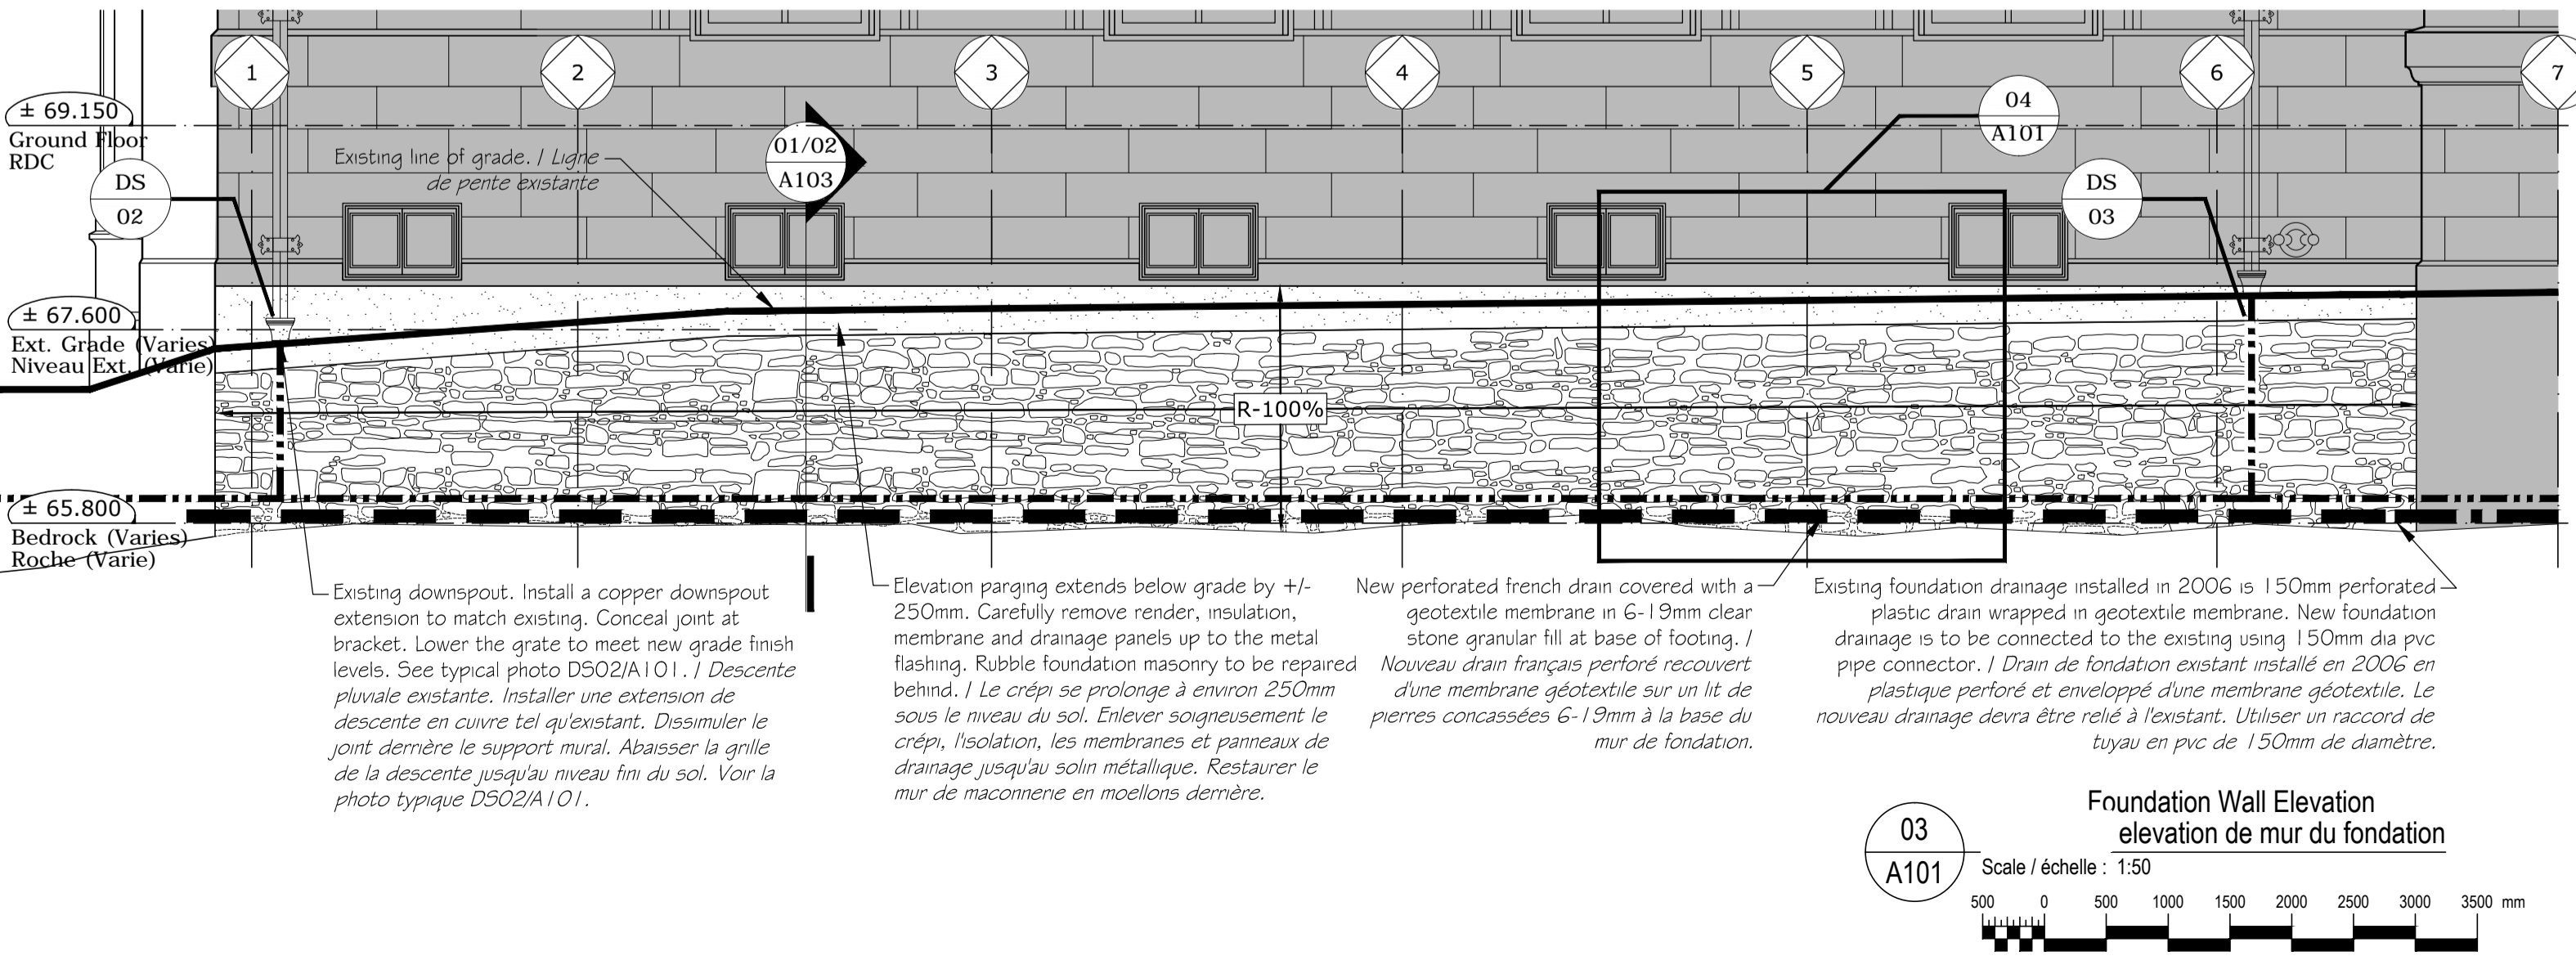 1
2
3
4
5
6
7
± 69.150
Ground Floor
RDC
DS
02
Existing line of grade. / Ligne
de pente existante
01/02
A103
04
A101
DS
03
± 67.600
Ext. Grade (Varies)
Niveau Ext. (Varie)
R-100%
± 65.800
Bedrock (Varies)
Roche (Varie)
Existing downspout. Install a copper downspout
extension to match existing. Conceal joint at
bracket. Lower the grate to meet new grade finish
levels. See typical photo DS02/A101. / Descente
pluviale existante. Installer une extension de
descente en cuivre tel qu'existant. Dissimuler le
joint derrière le support mural. Abaisser la grille
de la descente jusqu'au niveau fini du sol. Voir la
photo typique DS02/A101.
Elevation parging extends below grade by +/-
250mm. Carefully remove render, insulation,
membrane and drainage panels up to the metal
flashing. Rubble foundation masonry to be repaired
behind. / Le crépi se prolonge à environ 250mm
sous le niveau du sol. Enlever soigneusement le
crépi, l'isolation, les membranes et panneaux de
drainage jusqu'au solin métallique. Restaurer le
mur de maconnerie en moellons derrière.
New perforated french drain covered with a
geotextile membrane in 6-19mm clear
stone granular fill at base of footing. /
Nouveau drain français perforé recouvert
d'une membrane géotextile sur un lit de
pierres concassées 6-19mm à la base du
mur de fondation.
Existing foundation drainage installed in 2006 is 150mm perforated
plastic drain wrapped in geotextile membrane. New foundation
drainage is to be connected to the existing using 150mm dia pvc
pipe connector. / Drain de fondation existant installé en 2006 en
plastique perforé et enveloppé d'une membrane géotextile. Le
nouveau drainage devra être relié à l'existant. Utiliser un raccord de
tuyau en pvc de 150mm de diamètre.
03
A101
Foundation Wall Elevation
elevation de mur du fondation
Scale / échelle : 1:50
500 0 500 1000 1500 2000 2500 3000 3500 mm